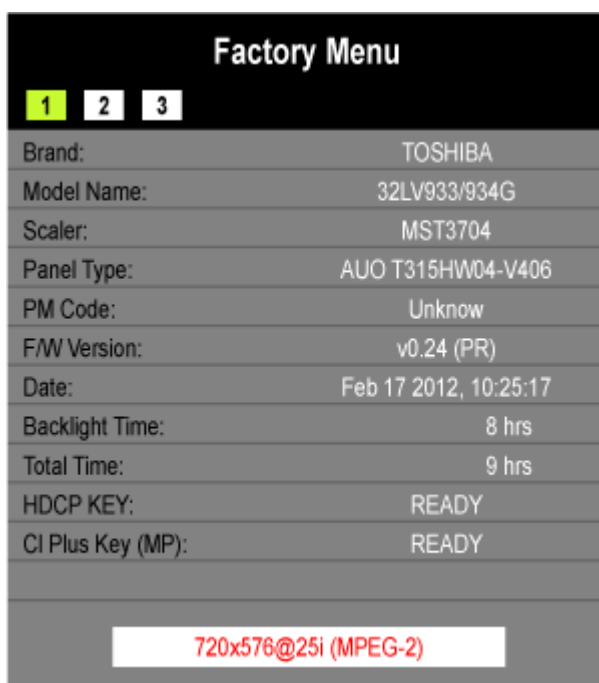 Factory Menu
1 2 3
Brand: TOSHIBA
Model Name: 32LV933/934G
Scaler: MST3704
Panel Type: AUO T315HW04-V406
PM Code: Unknow
F/W Version: v0.24 (PR)
Date: Feb 17 2012, 10:25:17
Backlight Time: 8 hrs
Total Time: 9 hrs
HDCP KEY: READY
CI Plus Key (MP): READY
720x576@25i (MPEG-2)